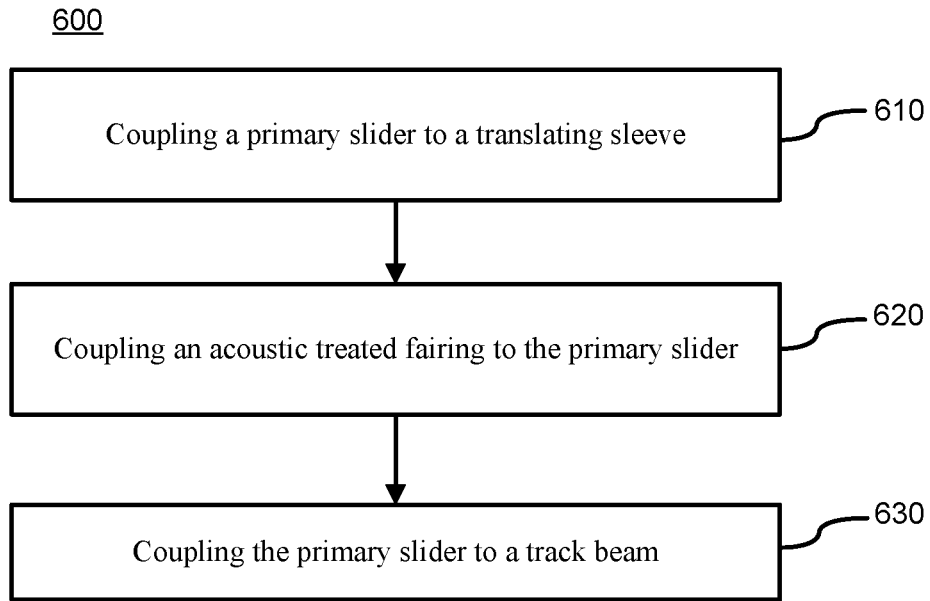 600
Coupling a primary slider to a translating sleeve
610
Coupling an acoustic treated fairing to the primary slider
620
Coupling the primary slider to a track beam
630